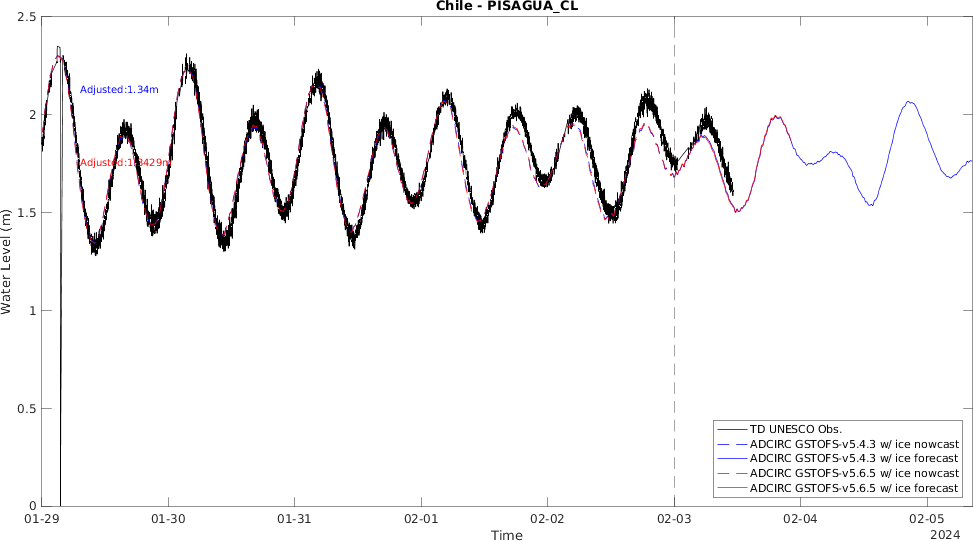 Chile - PISAGUA_CL
2.5
2
1.5
1
0.5
0
Water Level (m)
Adjusted:1.34m
Adjusted:1.3429m
TD UNESCO Obs.
ADCIRC GSTOFS-v5.4.3 w/ ice nowcast
ADCIRC GSTOFS-v5.4.3 w/ ice forecast
ADCIRC GSTOFS-v5.6.5 w/ ice nowcast
ADCIRC GSTOFS-v5.6.5 w/ ice forecast
01-29 01-30 01-31 02-01 02-02 02-03 02-04 02-05
Time
2024